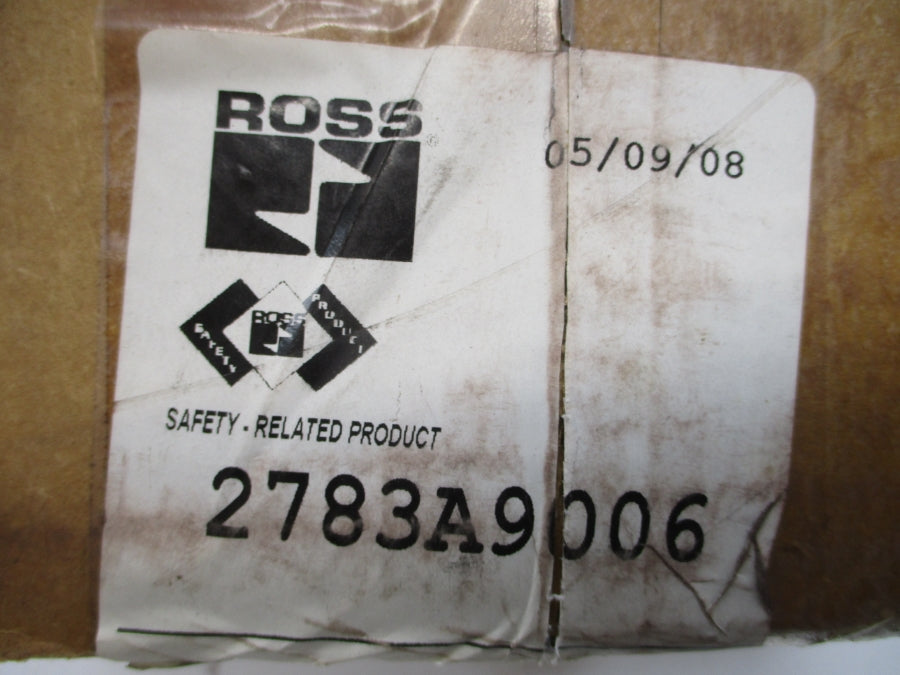 ROSS®
05/09/08
SAFETY
ROSS
PRODUCT
SAFETY - RELATED PRODUCT
2783A9006